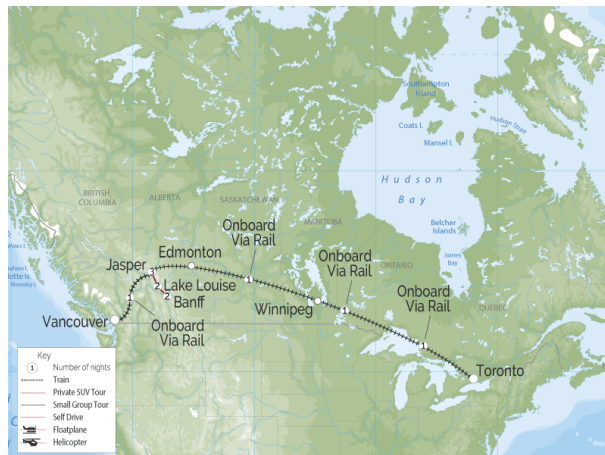 Southampton
Island
Hudson Strait
Coats I.
Mansel I.
Hudson
Bay
BRITISH
COLUMBIA
ALBERTA
SASKATCHEWAN
MANITOBA
Belcher
Islands
James
Bay
ONTARIO
QUEBEC
Onboard
Via Rail
Onboard
Via Rail
Onboard
Via Rail
Edmonton
Jasper
3
1
2
Lake Louise
2
Banff
1
Onboard
Via Rail
Vancouver
Winnipeg
1
1
Toronto
Key
1 Number of nights
Train
Private SUV Tour
Small Group Tour
Self Drive
Floatplane
Helicopter